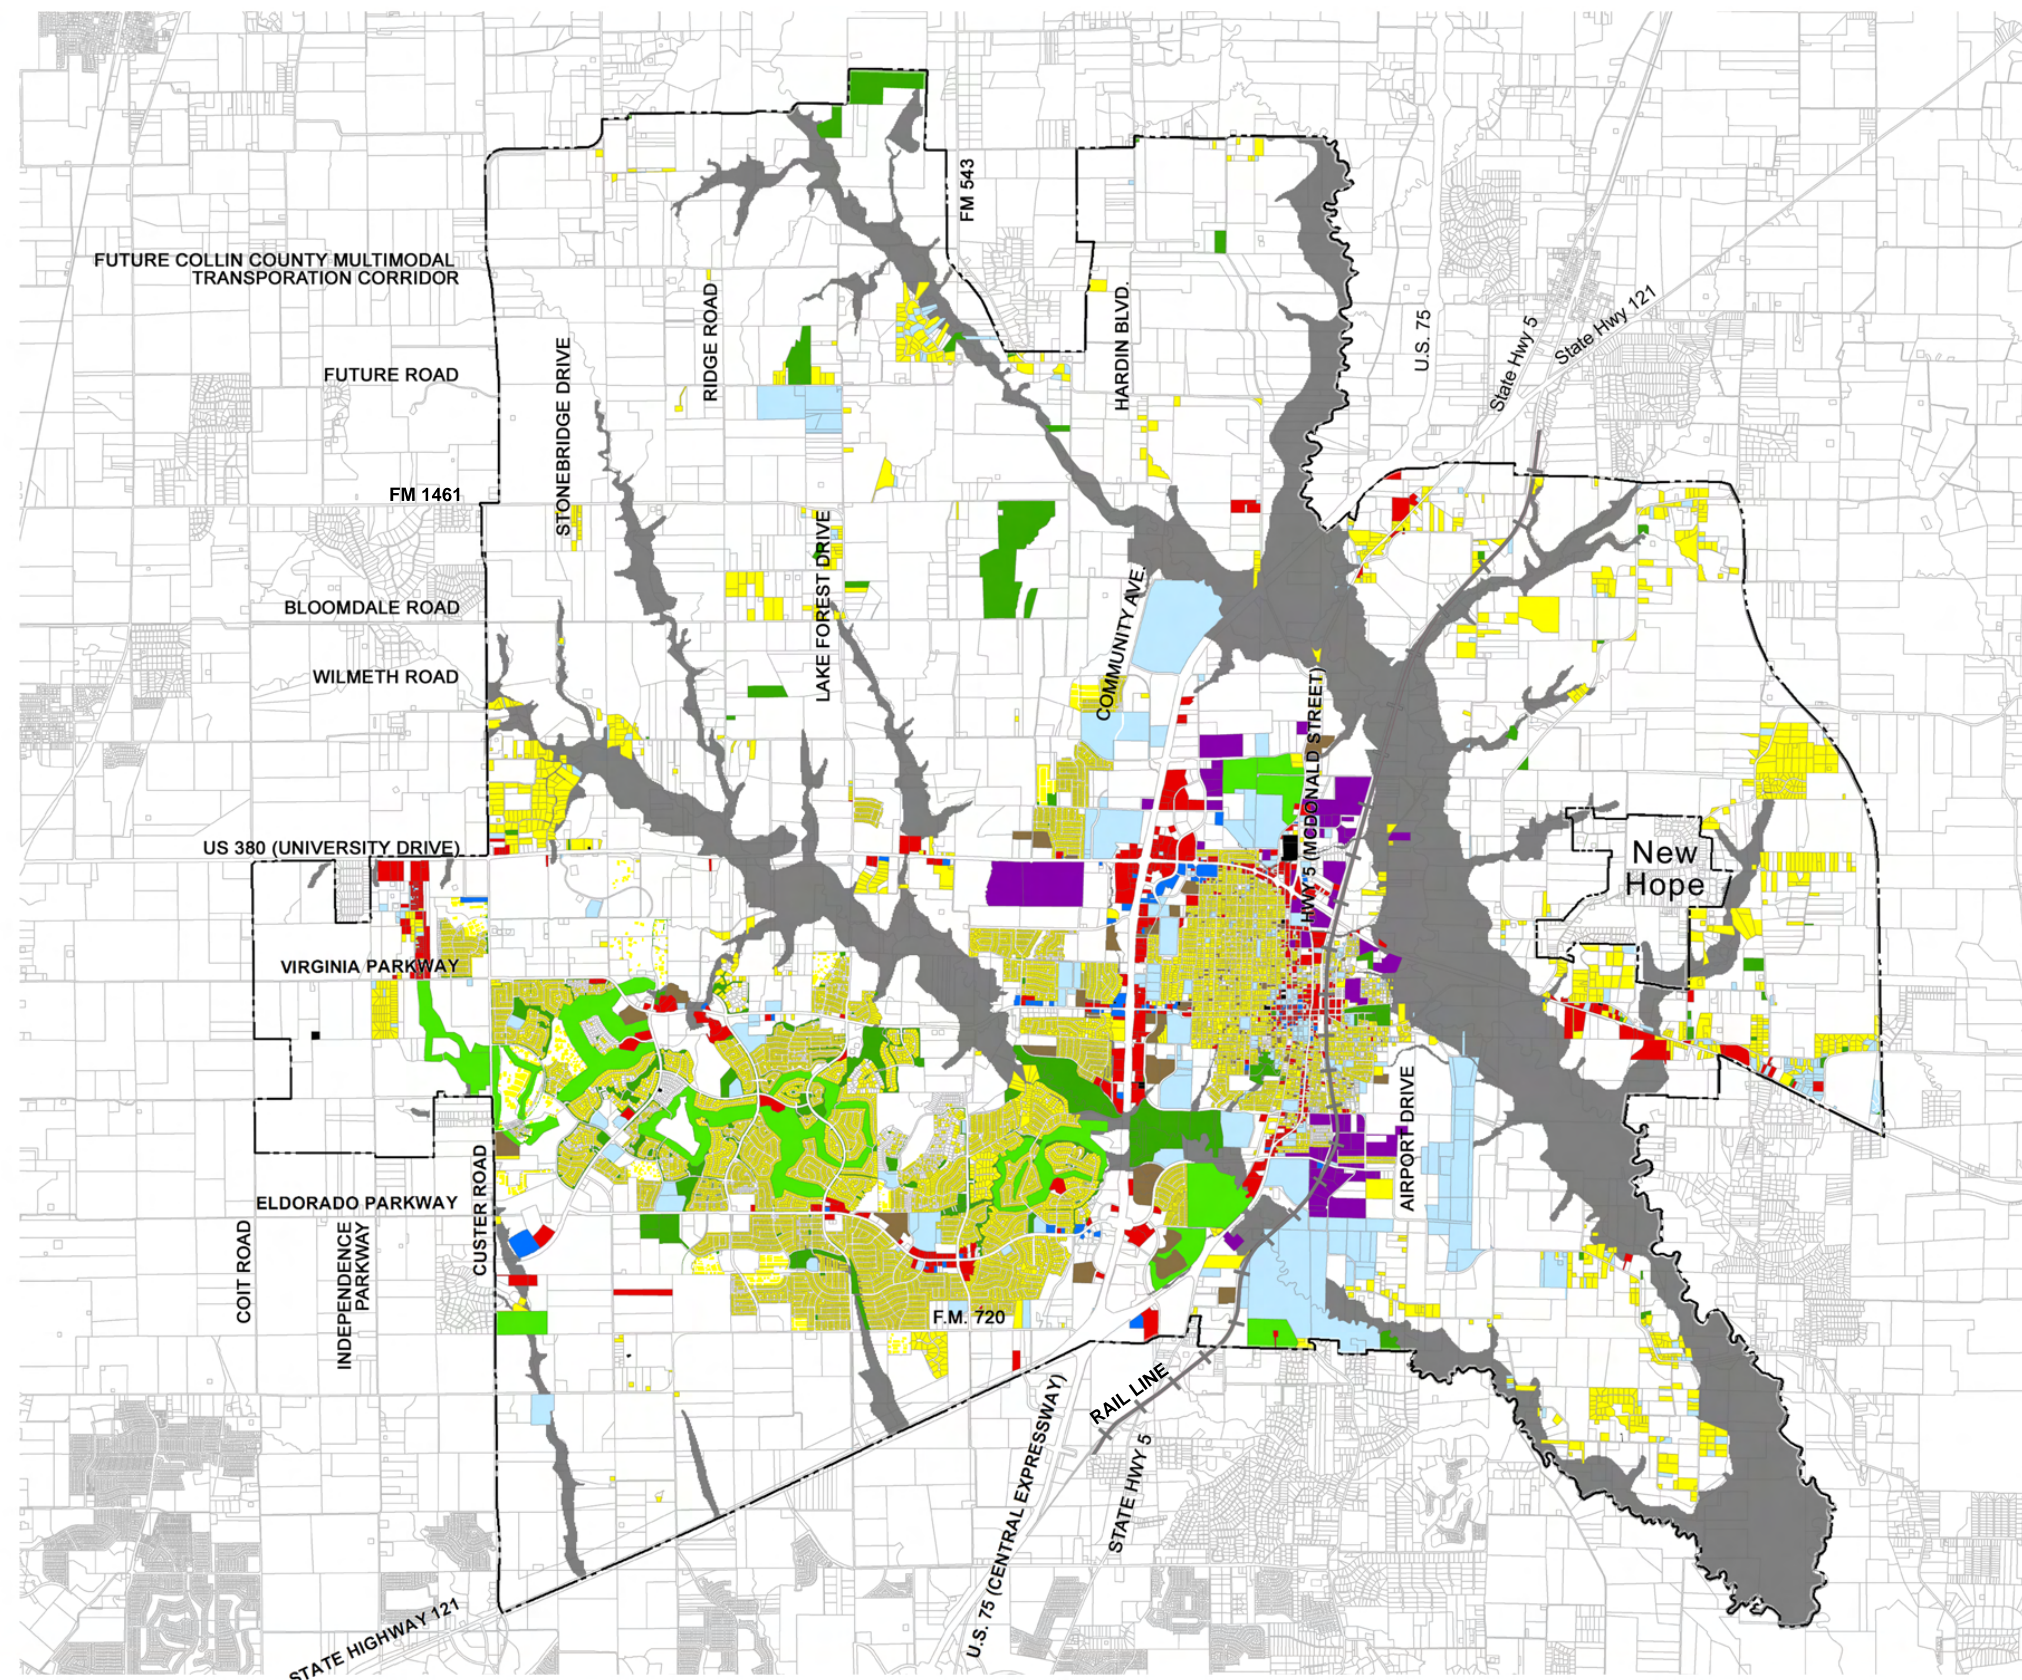 FM 543
FUTURE COLLIN COUNTY MULTIMODAL
TRANSPORATION CORRIDOR
RIDGE ROAD
HARDIN BLVD.
U.S. 75
State Hwy 5
State Hwy 121
FUTURE ROAD
STONEBRIDGE DRIVE
FM 1461
LAKE FOREST DRIVE
BLOOMDALE ROAD
COMMUNITY AVE.
WILMETH ROAD
HWY 5 (MCDONALD STREET)
US 380 (UNIVERSITY DRIVE)
New
Hope
VIRGINIA PARKWAY
AIRPORT DRIVE
ELDORADO PARKWAY
CUSTER ROAD
COIT ROAD
INDEPENDENCE
PARKWAY
F.M. 720
RAIL LINE
U.S. 75 (CENTRAL EXPRESSWAY)
STATE HWY 5
STATE HIGHWAY 121